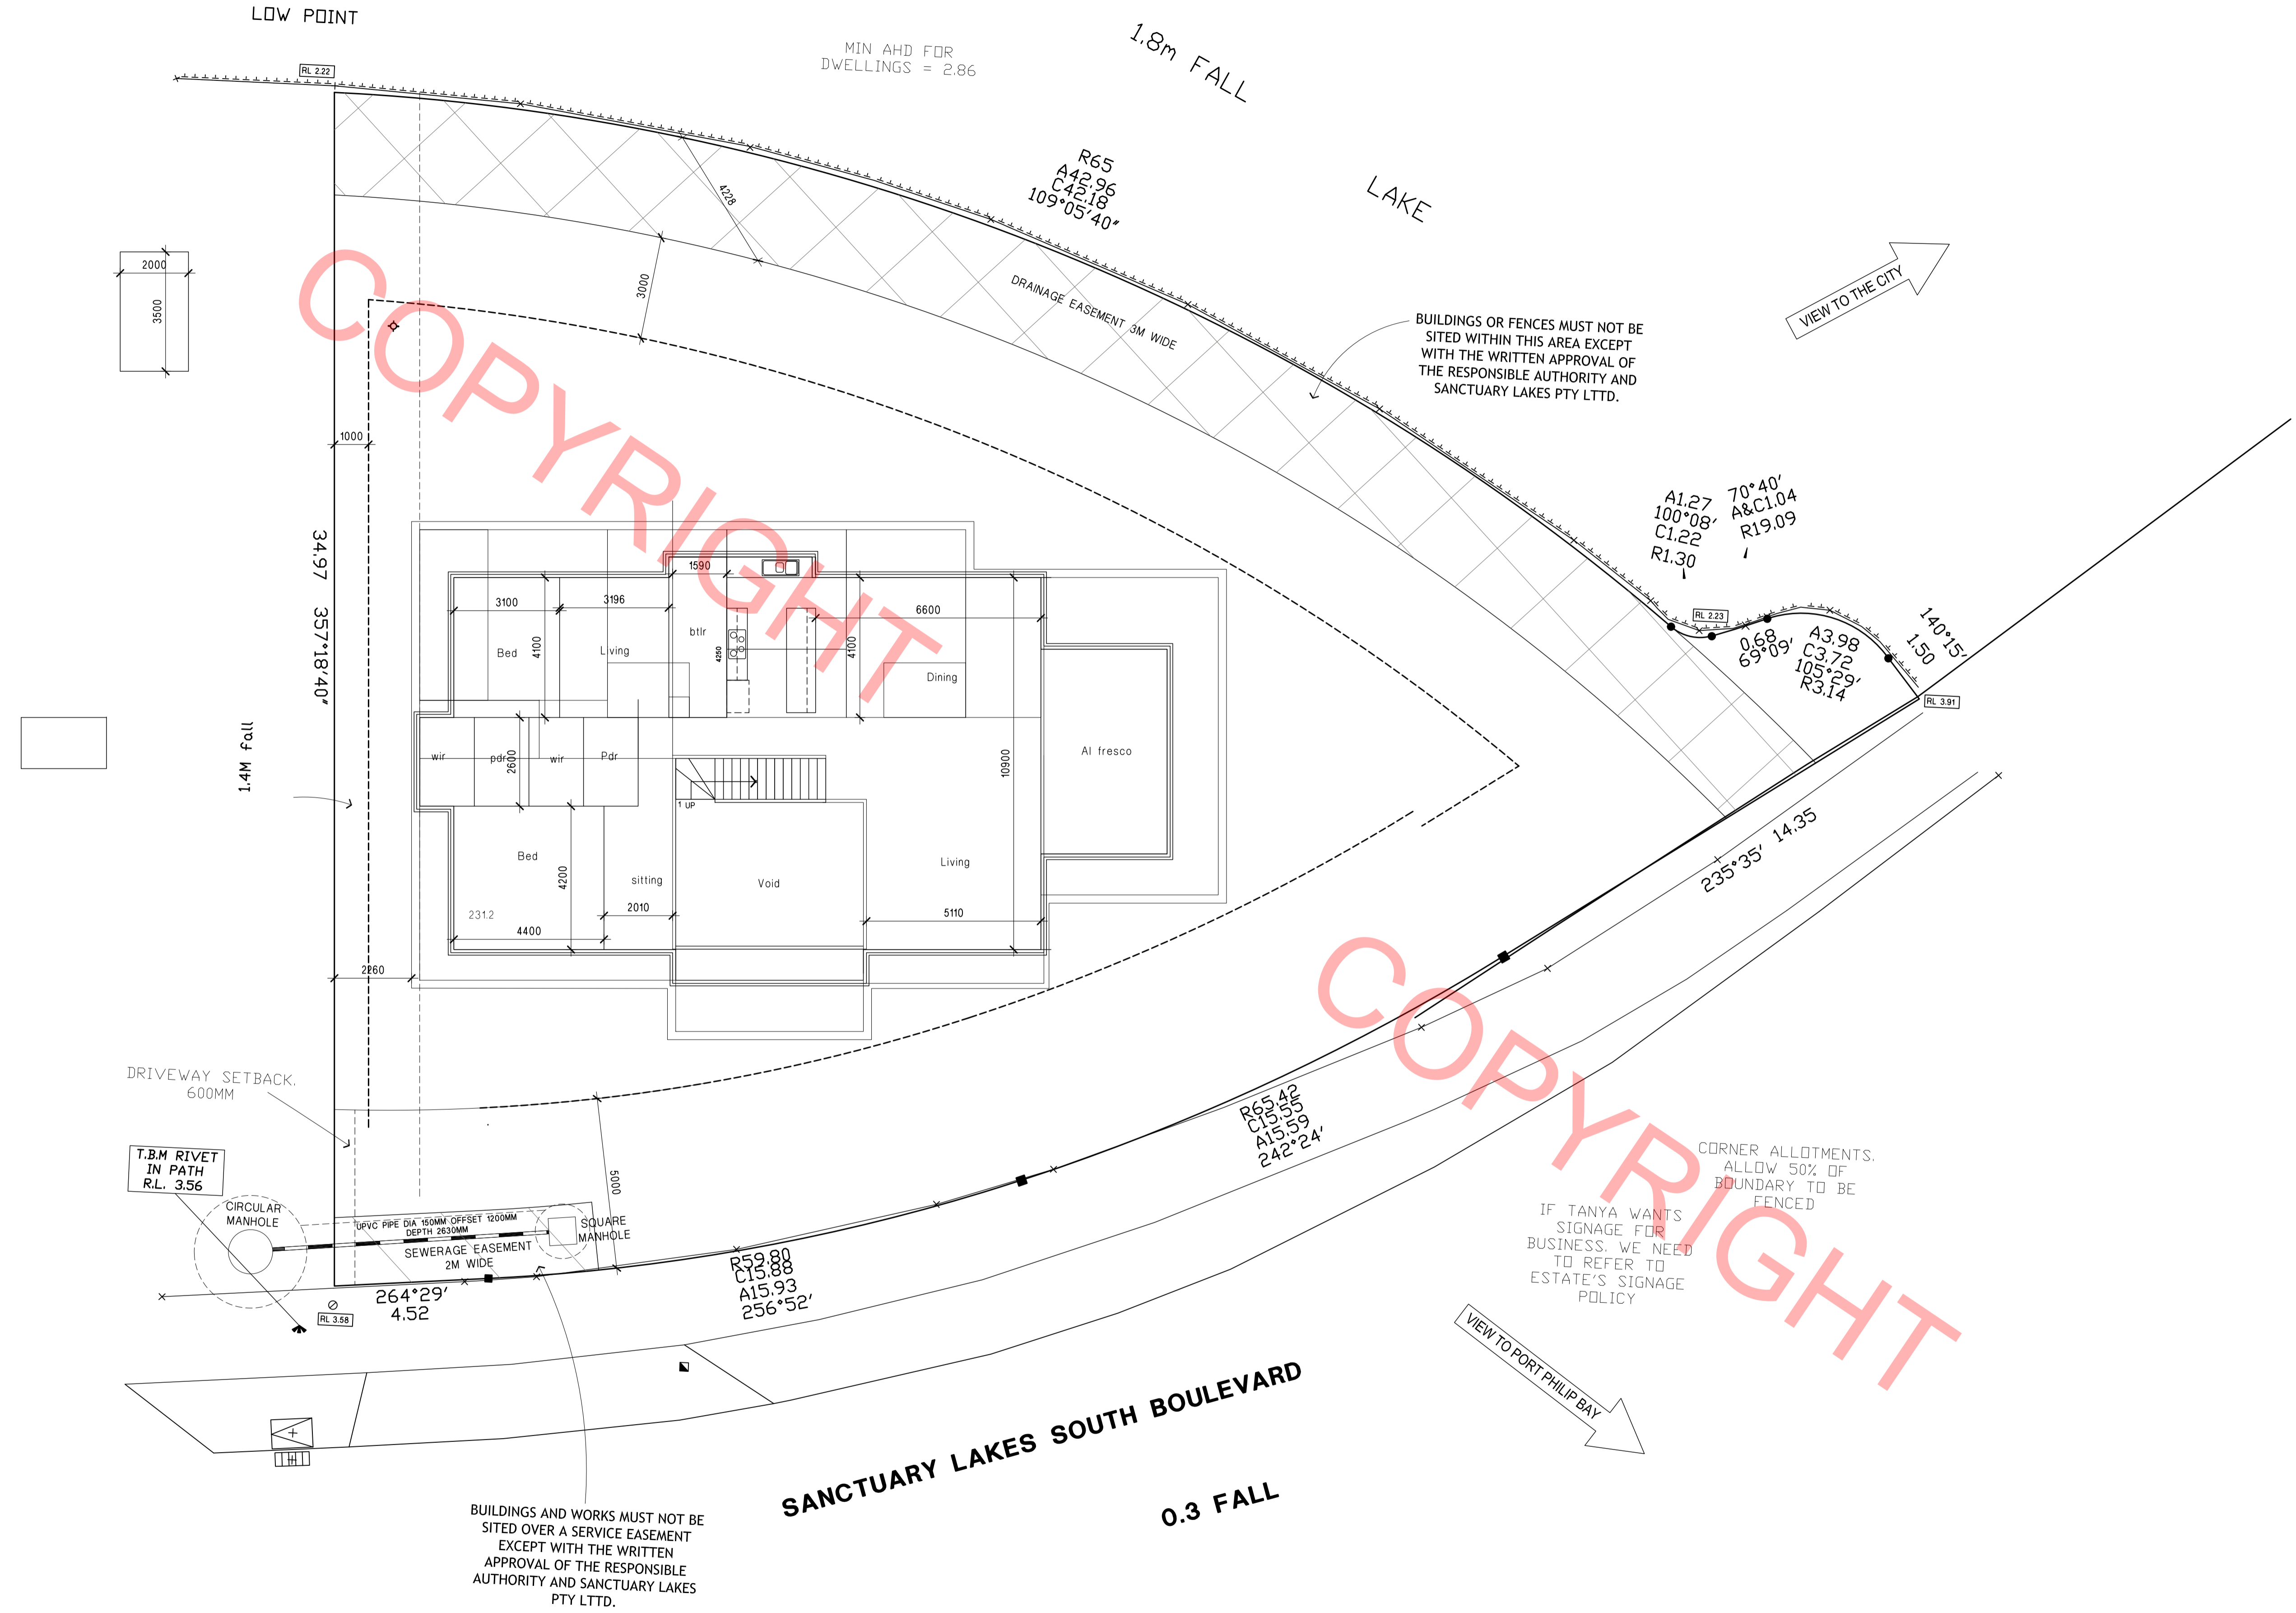 LOW POINT
RL 2.22
MIN AHD FOR
DWELLINGS = 2.86
1.8m FALL
LAKE
R65
A42.96
C42.18
109°05'40"
4228
3000
DRAINAGE EASEMENT 3M WIDE
BUILDINGS OR FENCES MUST NOT BE
SITED WITHIN THIS AREA EXCEPT
WITH THE WRITTEN APPROVAL OF
THE RESPONSIBLE AUTHORITY AND
SANCTUARY LAKES PTY LTTD.
VIEW TO THE CITY
2000
3500
1000
COPYRIGHT
34.97 357°18'40"
1.4M fall
A1.27
100°08'
C1.22
R1.30
70°40'
A&C1.04
R19.09
RL 2.23
0.68
69°09'
A3.98
C3.72
105°29'
R3.14
140°15'
1.50
RL 3.91
235°35' 14.35
1590
3100
3196
6600
btlr
Bed
4100
Living
4250
4100
Dining
wir
pdr
2600
wir
Pdr
10900
Al fresco
1 UP
Bed
4200
sitting
Void
Living
231.2
2010
5110
4400
2260
DRIVEWAY SETBACK.
600MM
T.B.M RIVET
IN PATH
R.L. 3.56
CIRCULAR
MANHOLE
UPVC PIPE DIA 150MM OFFSET 1200MM
DEPTH 2630MM
SEWERAGE EASEMENT
2M WIDE
SQUARE
MANHOLE
5000
RL 3.58
264°29'
4.52
R59.80
C15.88
A15.93
256°52'
R65.42
C15.55
A15.59
242°24'
COPYRIGHT
CORNER ALLOTMENTS.
ALLOW 50% OF
BOUNDARY TO BE
FENCED
IF TANYA WANTS
SIGNAGE FOR
BUSINESS. WE NEED
TO REFER TO
ESTATE'S SIGNAGE
POLICY
VIEW TO PORT PHILIP BAY
SANCTUARY LAKES SOUTH BOULEVARD
0.3 FALL
BUILDINGS AND WORKS MUST NOT BE
SITED OVER A SERVICE EASEMENT
EXCEPT WITH THE WRITTEN
APPROVAL OF THE RESPONSIBLE
AUTHORITY AND SANCTUARY LAKES
PTY LTTD.